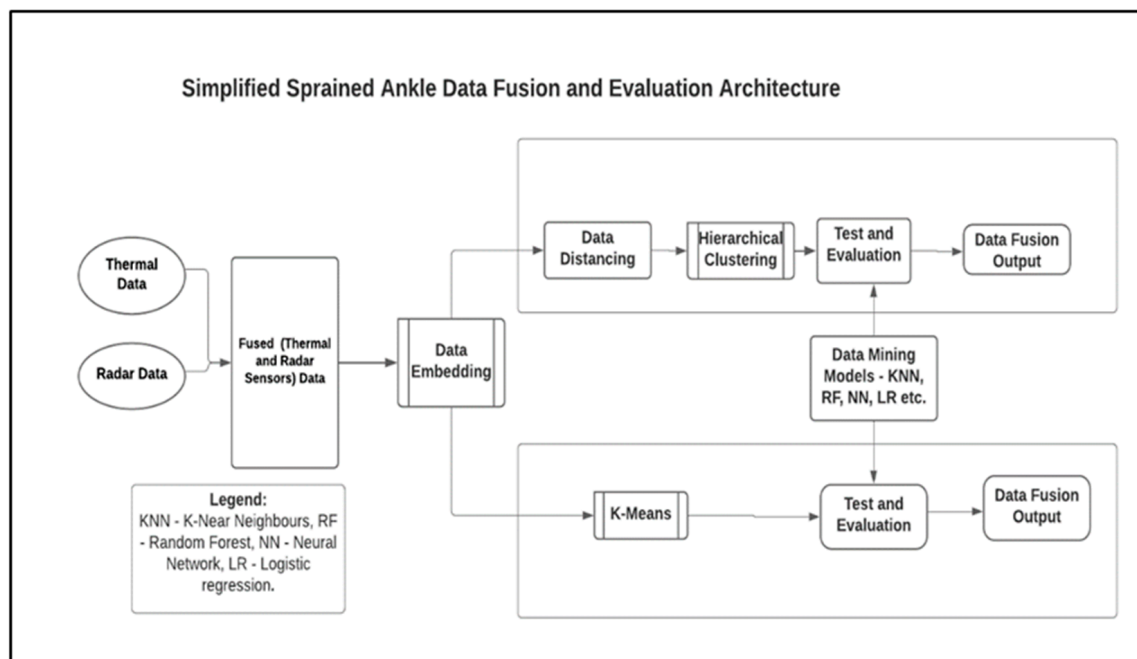 Simplified Sprained Ankle Data Fusion and Evaluation Architecture
Thermal
Data
Radar Data
Fused (Thermal
and Radar
Sensors) Data
Data
Embedding
Data
Distancing
Hierarchical
Clustering
Test and
Evaluation
Data Fusion
Output
Data Mining
Models - KNN,
RF, NN, LR etc.
K-Means
Test and
Evaluation
Data Fusion
Output
Legend:
KNN - K-Near Neighbours, RF
- Random Forest, NN - Neural
Network, LR - Logistic
regression.